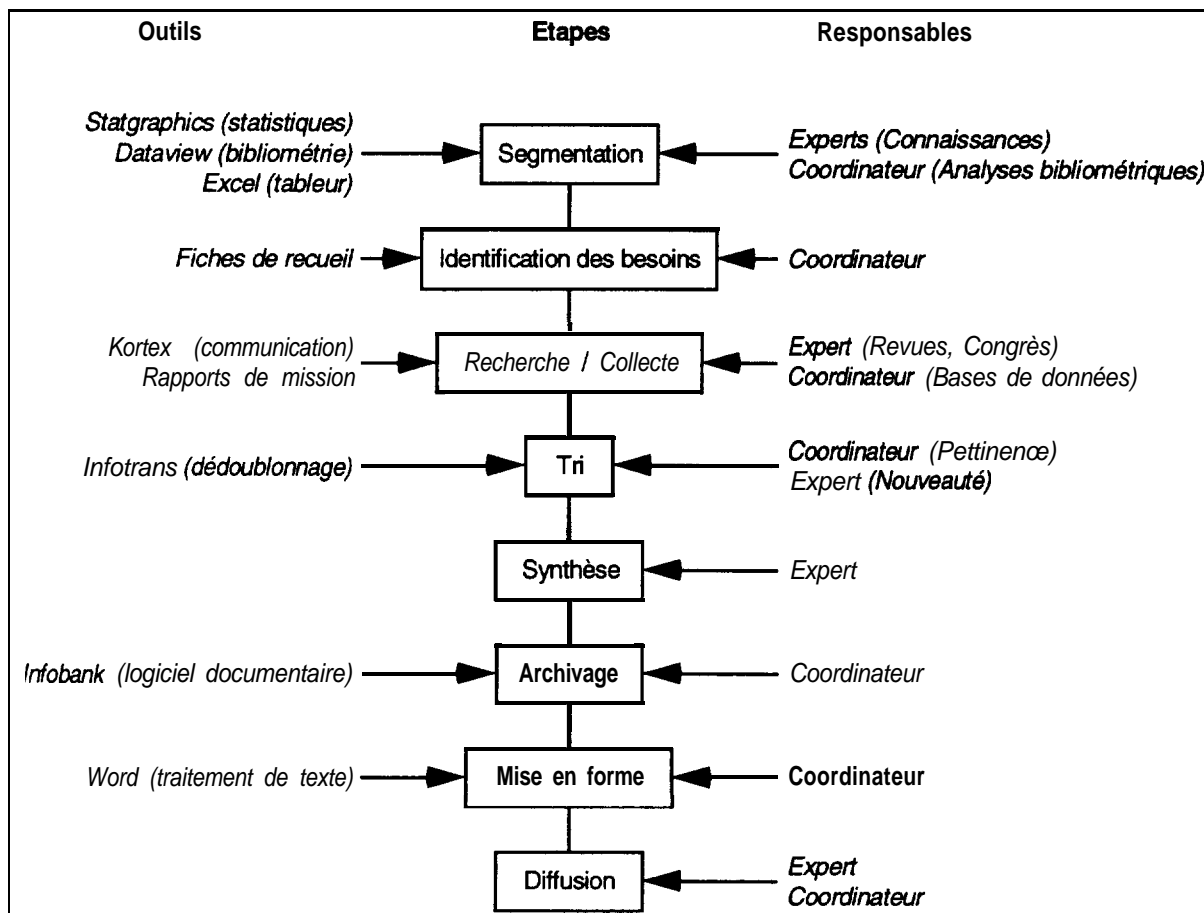 Outils Etapes Responsables
Statgraphics (statistiques)
Dataview (bibliométrie)
Excel (tableur)
Segmentation
Experts (Connaissances)
Coordinateur (Analyses bibliométriques)
Fiches de recueil
Identification des besoins
Coordinateur
Kortex (communication)
Rapports de mission
Recherche / Collecte
Expert (Revues, Congrès)
Coordinateur (Bases de données)
Infotrans (dédoublonnage)
Tri
Coordinateur (Pettinence)
Expert (Nouveauté)
Synthèse
Expert
Infobank (logiciel documentaire)
Archivage
Coordinateur
Word (traitement de texte)
Mise en forme
Coordinateur
Diffusion
Expert
Coordinateur